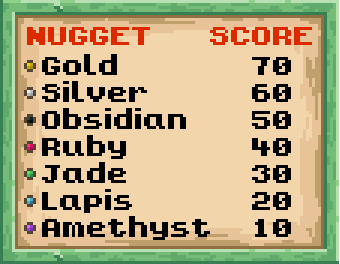 NUGGET SCORE
Gold 70
Silver 60
Obsidian 50
Ruby 40
Jade 30
Lapis 20
Amethyst 10